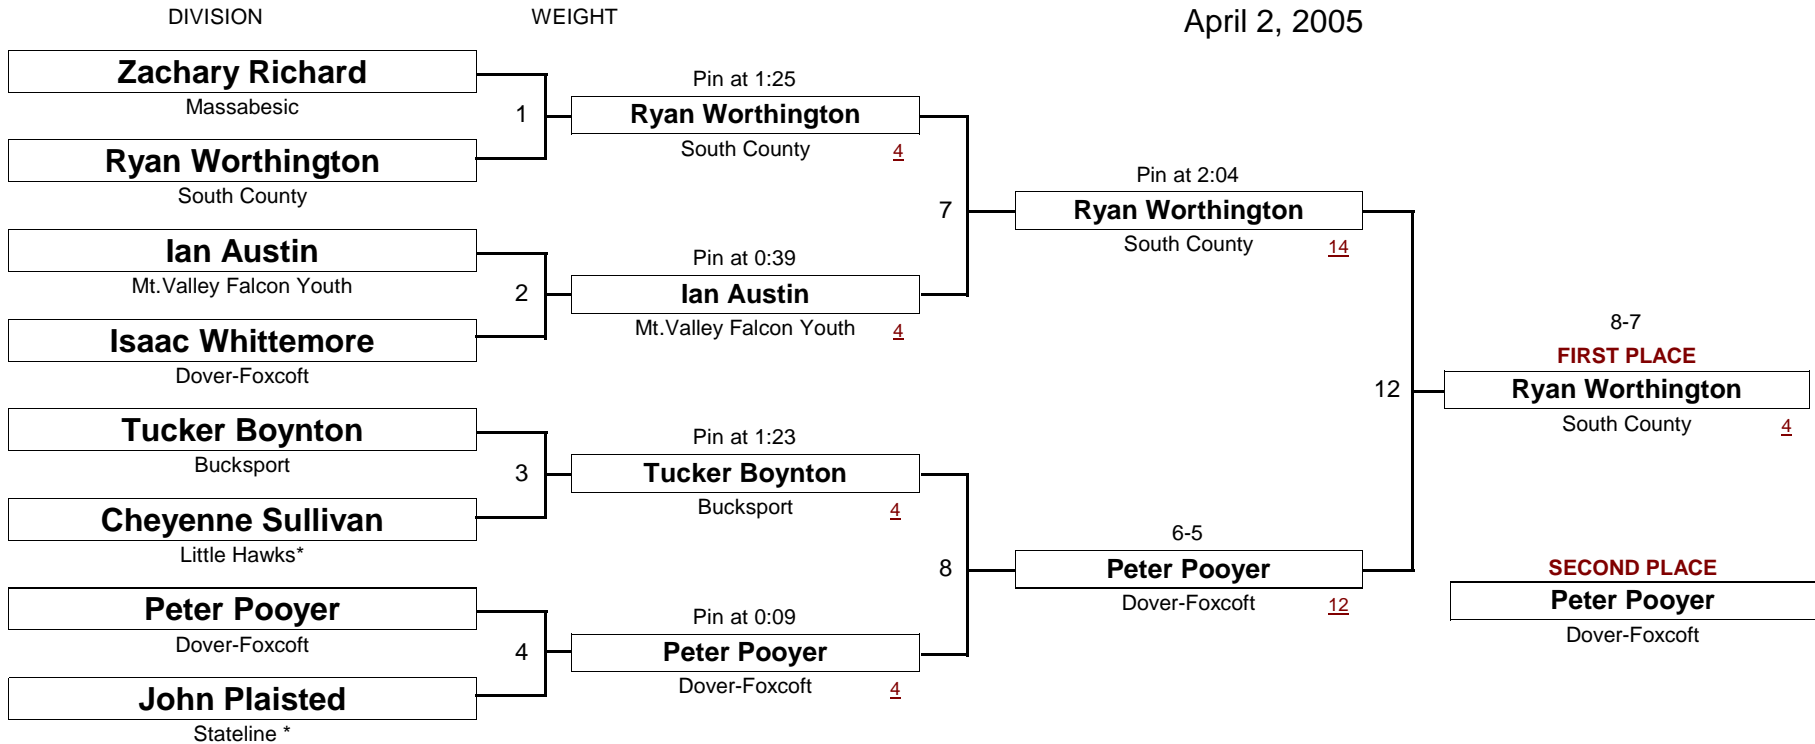 DIVISION
WEIGHT
April 2, 2005
Zachary Richard
Massabesic
1
Ryan Worthington
South County
Ian Austin
Mt.Valley Falcon Youth
2
Isaac Whittemore
Dover-Foxcoft
Tucker Boynton
Bucksport
3
Cheyenne Sullivan
Little Hawks*
Peter Pooyer
Dover-Foxcoft
4
John Plaisted
Stateline *
Pin at 1:25
Ryan Worthington
South County 4
7
Pin at 0:39
Ian Austin
Mt.Valley Falcon Youth 4
Pin at 1:23
Tucker Boynton
Bucksport 4
8
Pin at 0:09
Peter Pooyer
Dover-Foxcoft 4
Pin at 2:04
Ryan Worthington
South County 14
12
6-5
Peter Pooyer
Dover-Foxcoft 12
8-7
FIRST PLACE
Ryan Worthington
South County 4
SECOND PLACE
Peter Pooyer
Dover-Foxcoft